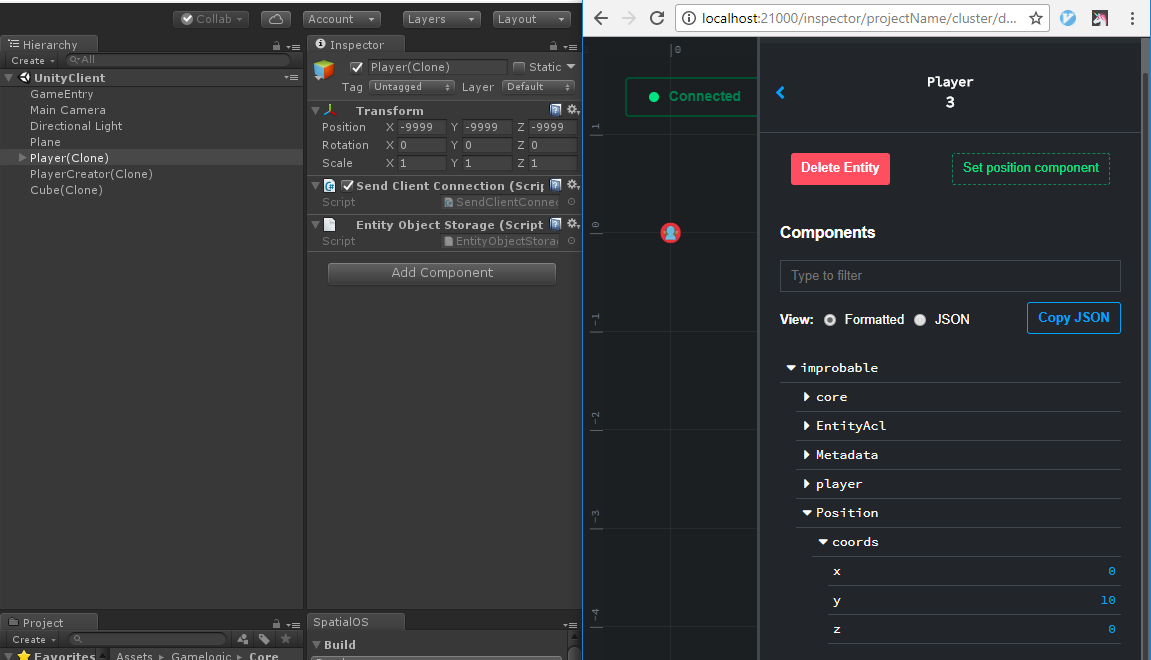 Collab
Account
Layers
Layout
Hierarchy
Create
All
UnityClient
GameEntry
Main Camera
Directional Light
Plane
Player(Clone)
PlayerCreator(Clone)
Cube(Clone)
Project
Create
Favorites
Assets ▸ Gamelogic ▸ Core
Inspector
Player(Clone) Static
Tag Untagged Layer Default
Transform
Position X -9999 Y -9999 Z -9999
Rotation X 0 Y 0 Z 0
Scale X 1 Y 1 Z 1
Send Client Connection (Scrip
Script SendClientConnec
Entity Object Storage (Script
Script EntityObjectStora
Add Component
SpatialOS
Build
localhost:21000/inspector/projectName/cluster/d...
0
Connected
1
0
-1
-2
-3
-4
Player
3
Delete Entity
Set position component
Components
Type to filter
View: Formatted JSON
Copy JSON
improbable
core
EntityAcl
Metadata
player
Position
coords
x 0
y 10
z 0